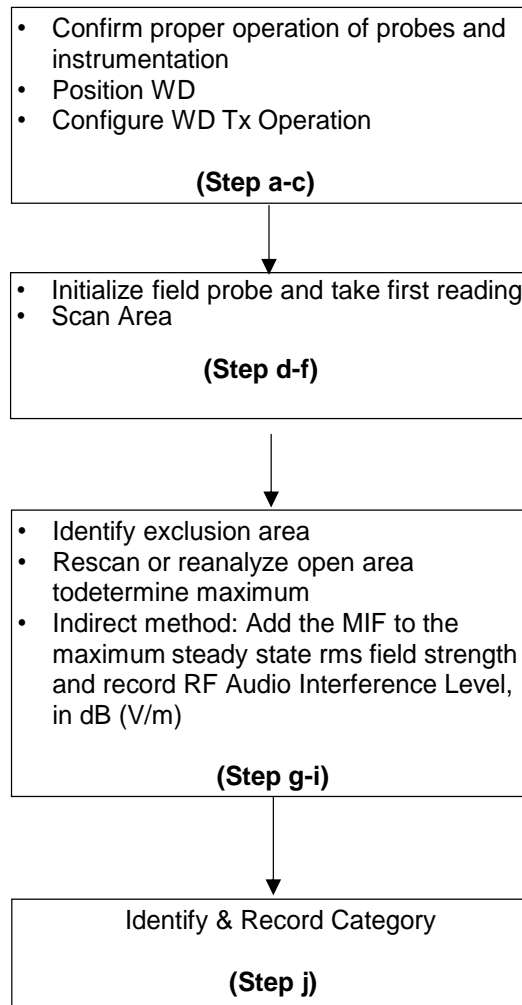 • Confirm proper operation of probes and
instrumentation
• Position WD
• Configure WD Tx Operation
(Step a-c)
• Initialize field probe and take first reading
• Scan Area
(Step d-f)
• Identify exclusion area
• Rescan or reanalyze open area
todetermine maximum
• Indirect method: Add the MIF to the
maximum steady state rms field strength
and record RF Audio Interference Level,
in dB (V/m)
(Step g-i)
Identify & Record Category
(Step j)